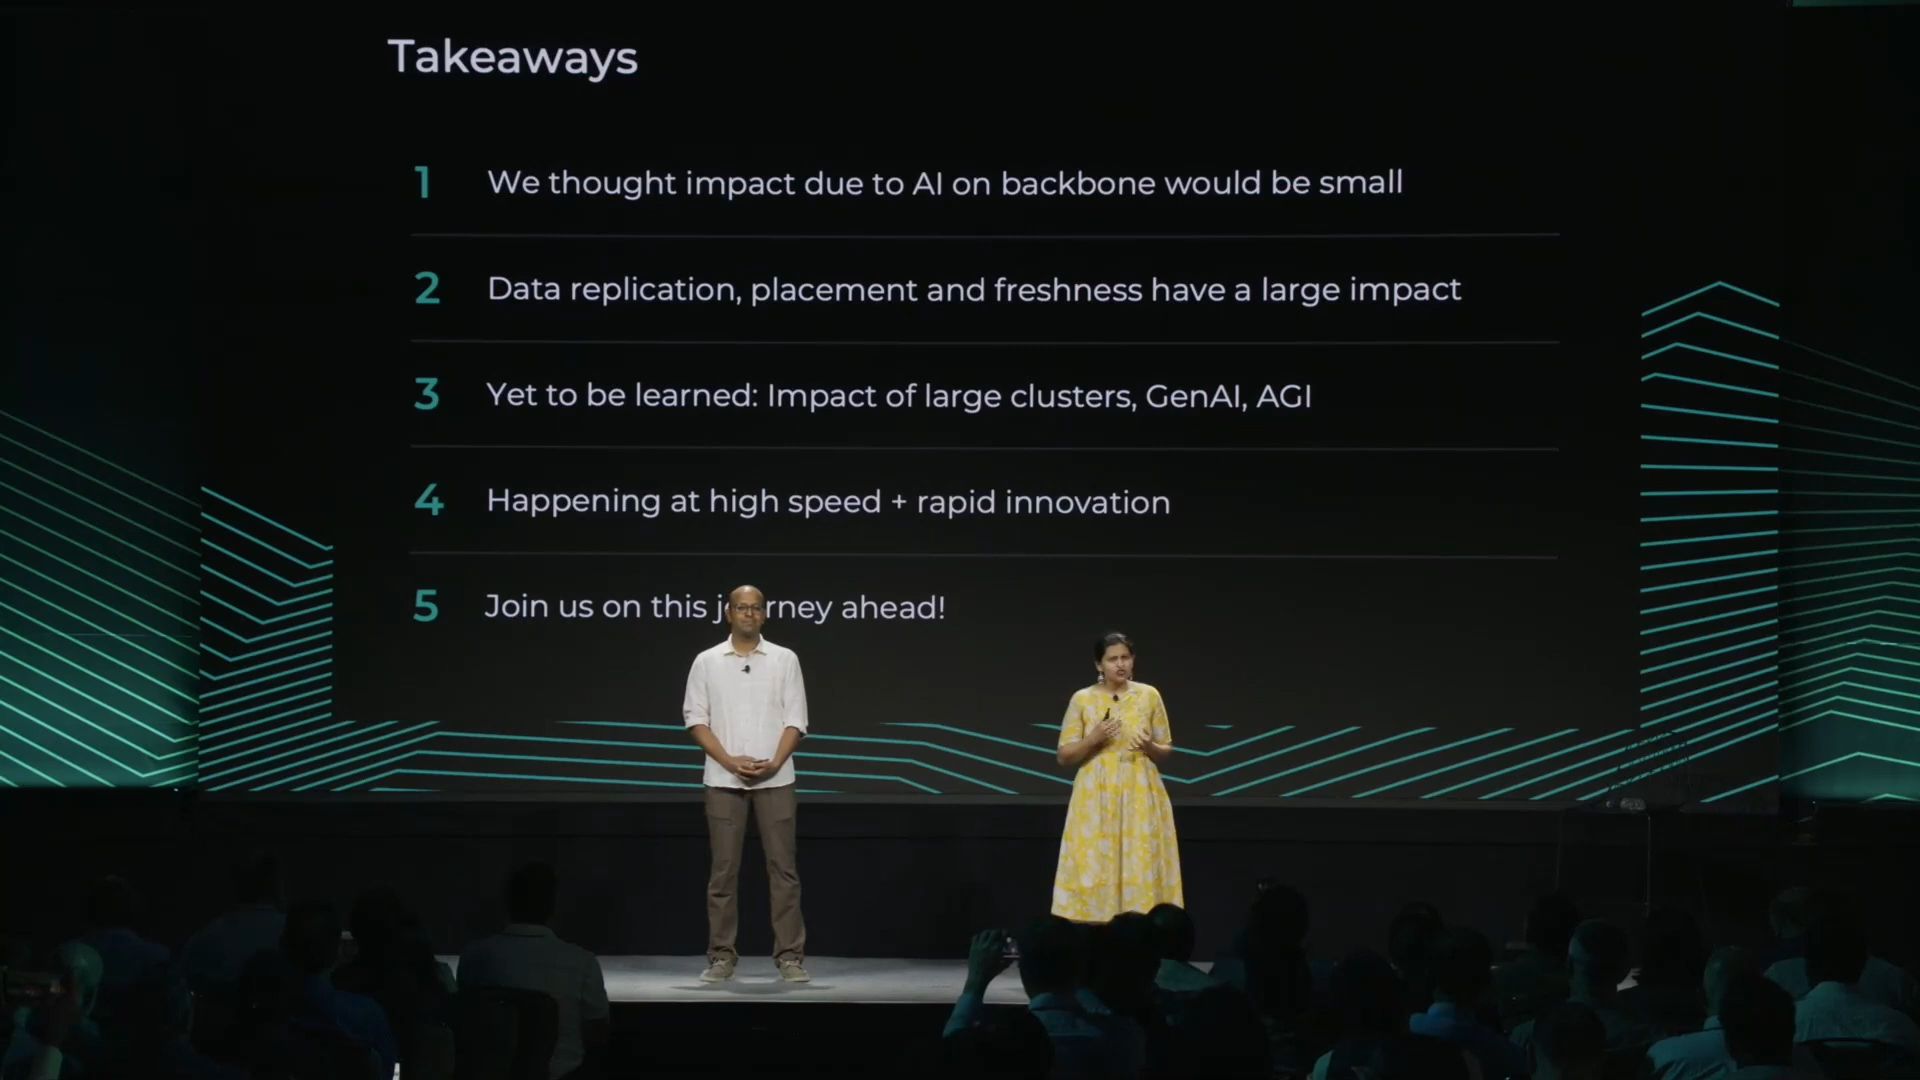 Takeaways
1 We thought impact due to AI on backbone would be small
2 Data replication, placement and freshness have a large impact
3 Yet to be learned: Impact of large clusters, GenAI, AGI
4 Happening at high speed + rapid innovation
5 Join us on this journey ahead!